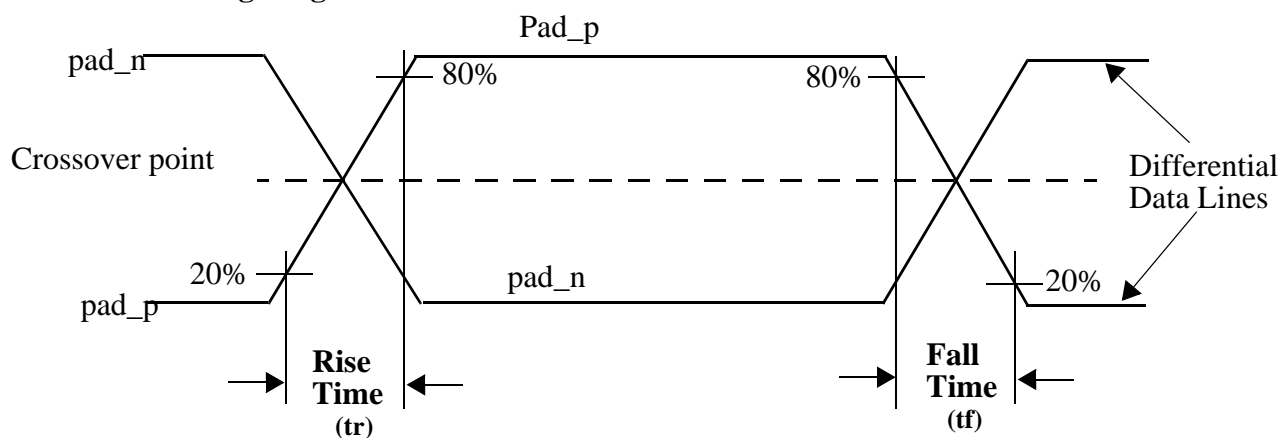 Pad_p
pad_n
80%
80%
Crossover point
Differential
Data Lines
20%
pad_n
20%
pad_p
Rise
Time
(tr)
Fall
Time
(tf)